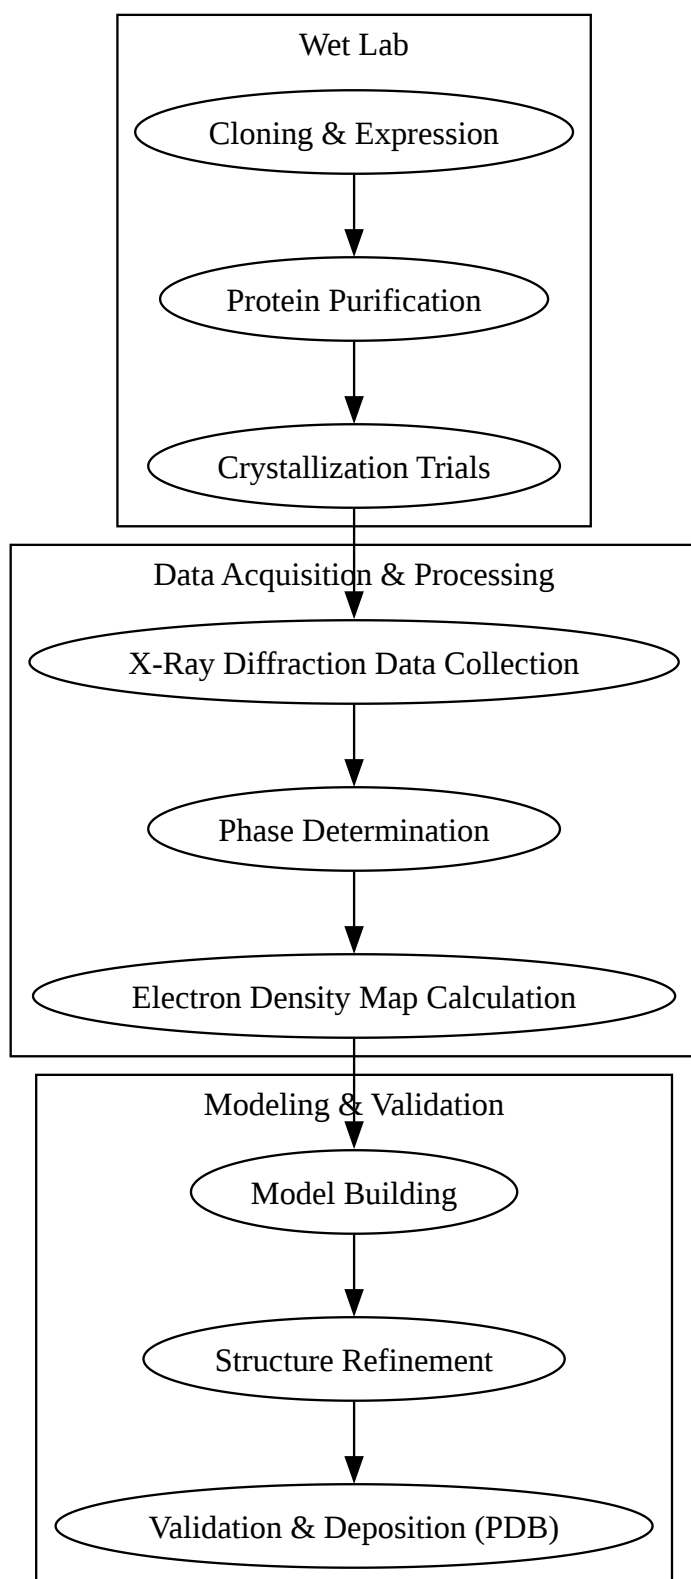 Wet Lab
Cloning & Expression
Protein Purification
Crystallization Trials
Data Acquisition & Processing
X-Ray Diffraction Data Collection
Phase Determination
Electron Density Map Calculation
Modeling & Validation
Model Building
Structure Refinement
Validation & Deposition (PDB)